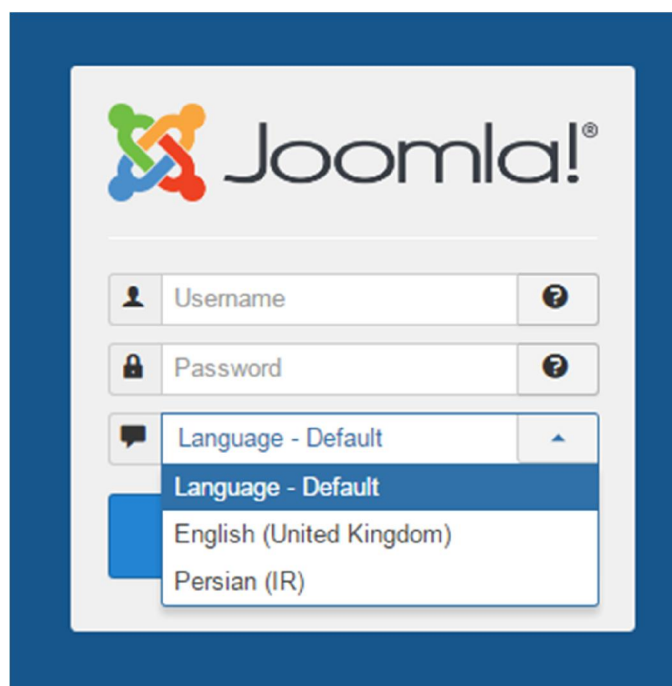 Joomla!®
Username
Password
Language - Default
Language - Default
English (United Kingdom)
Persian (IR)